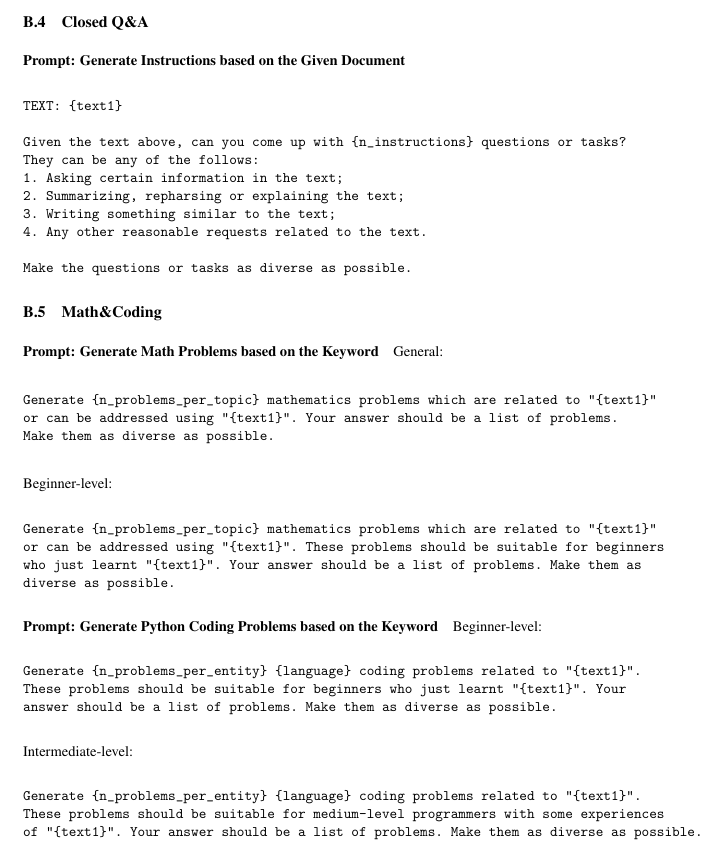 B.4 Closed Q&A
Prompt: Generate Instructions based on the Given Document
TEXT: {text1}
Given the text above, can you come up with {n_instructions} questions or tasks?
They can be any of the follows:
1. Asking certain information in the text;
2. Summarizing, repharsing or explaining the text;
3. Writing something similar to the text;
4. Any other reasonable requests related to the text.
Make the questions or tasks as diverse as possible.
B.5 Math&Coding
Prompt: Generate Math Problems based on the Keyword General:
Generate {n_problems_per_topic} mathematics problems which are related to "{text1}"
or can be addressed using "{text1}". Your answer should be a list of problems.
Make them as diverse as possible.
Beginner-level:
Generate {n_problems_per_topic} mathematics problems which are related to "{text1}"
or can be addressed using "{text1}". These problems should be suitable for beginners
who just learnt "{text1}". Your answer should be a list of problems. Make them as
diverse as possible.
Prompt: Generate Python Coding Problems based on the Keyword Beginner-level:
Generate {n_problems_per_entity} {language} coding problems related to "{text1}".
These problems should be suitable for beginners who just learnt "{text1}". Your
answer should be a list of problems. Make them as diverse as possible.
Intermediate-level:
Generate {n_problems_per_entity} {language} coding problems related to "{text1}".
These problems should be suitable for medium-level programmers with some experiences
of "{text1}". Your answer should be a list of problems. Make them as diverse as possible.